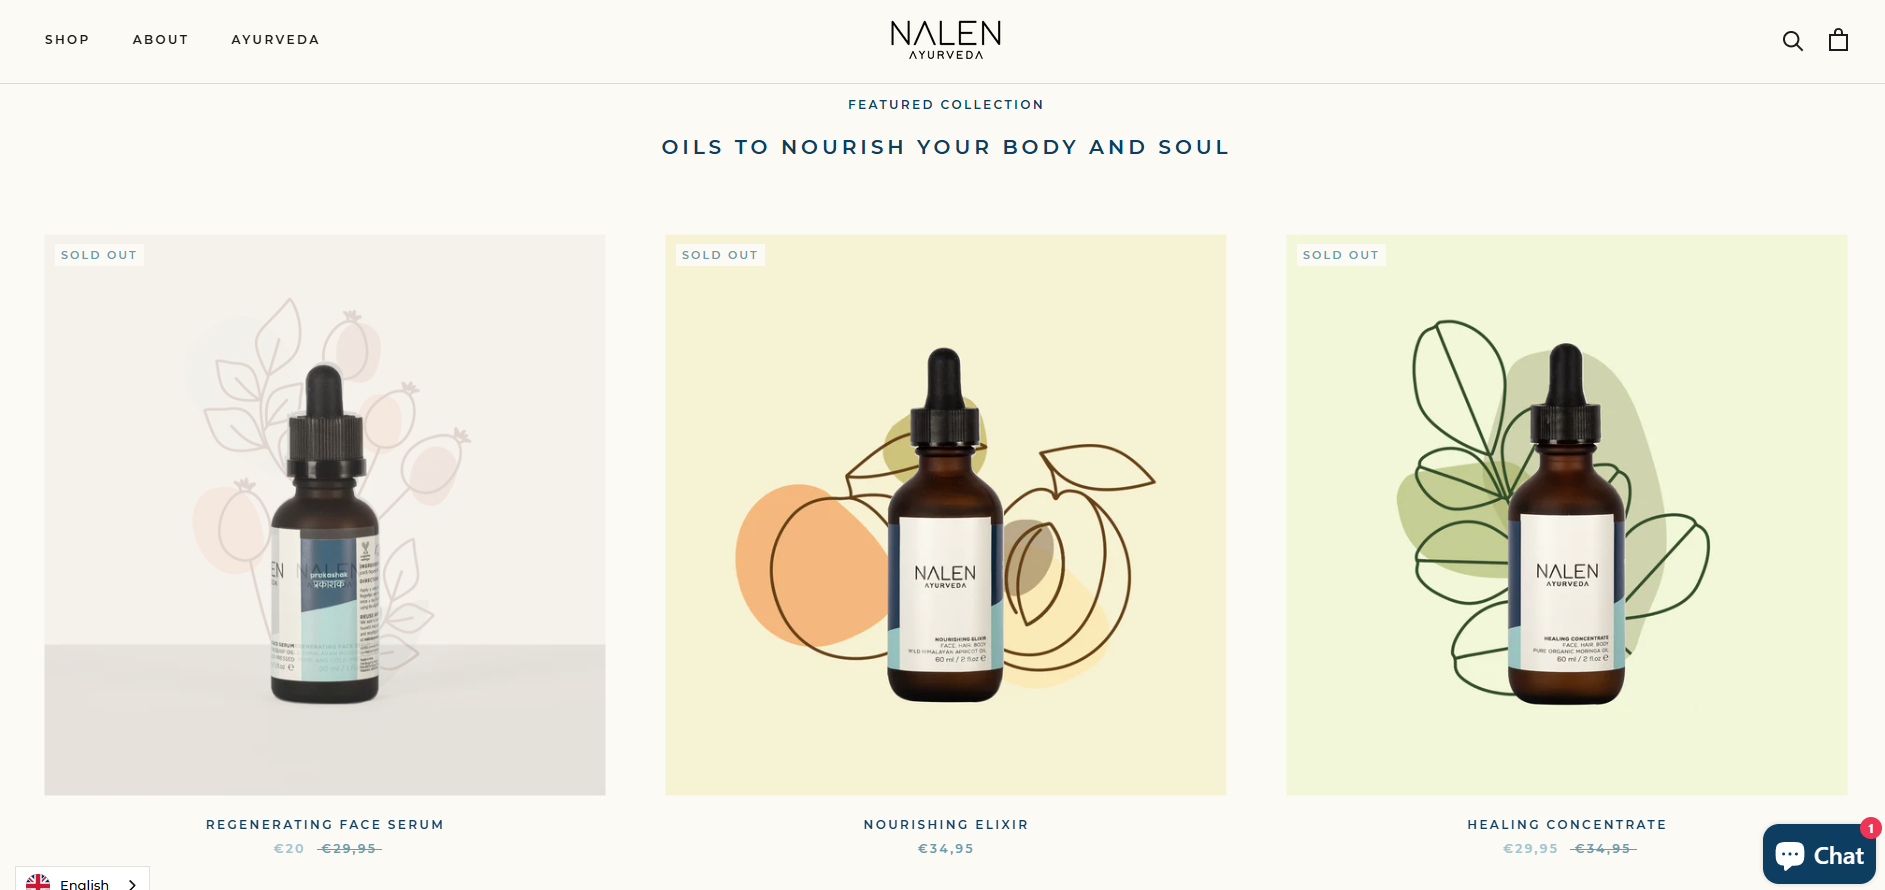 SHOP ABOUT AYURVEDA
NALEN
AYURVEDA
FEATURED COLLECTION
OILS TO NOURISH YOUR BODY AND SOUL
SOLD OUT
SOLD OUT
SOLD OUT
prakashak
प्रकाशक
NALEN
AYURVEDA
NOURISHING ELIXIR
FACE, HAIR, BODY
WILD HIMALAYAN APRICOT OIL
60 ml / 2 fl oz ℮
NALEN
AYURVEDA
HEALING CONCENTRATE
FACE, HAIR, BODY
PURE ORGANIC MORINGA OIL
60 ml / 2 fl oz ℮
REGENERATING FACE SERUM
€20 €29,95
NOURISHING ELIXIR
€34,95
HEALING CONCENTRATE
€29,95 €34,95
English
Chat
1